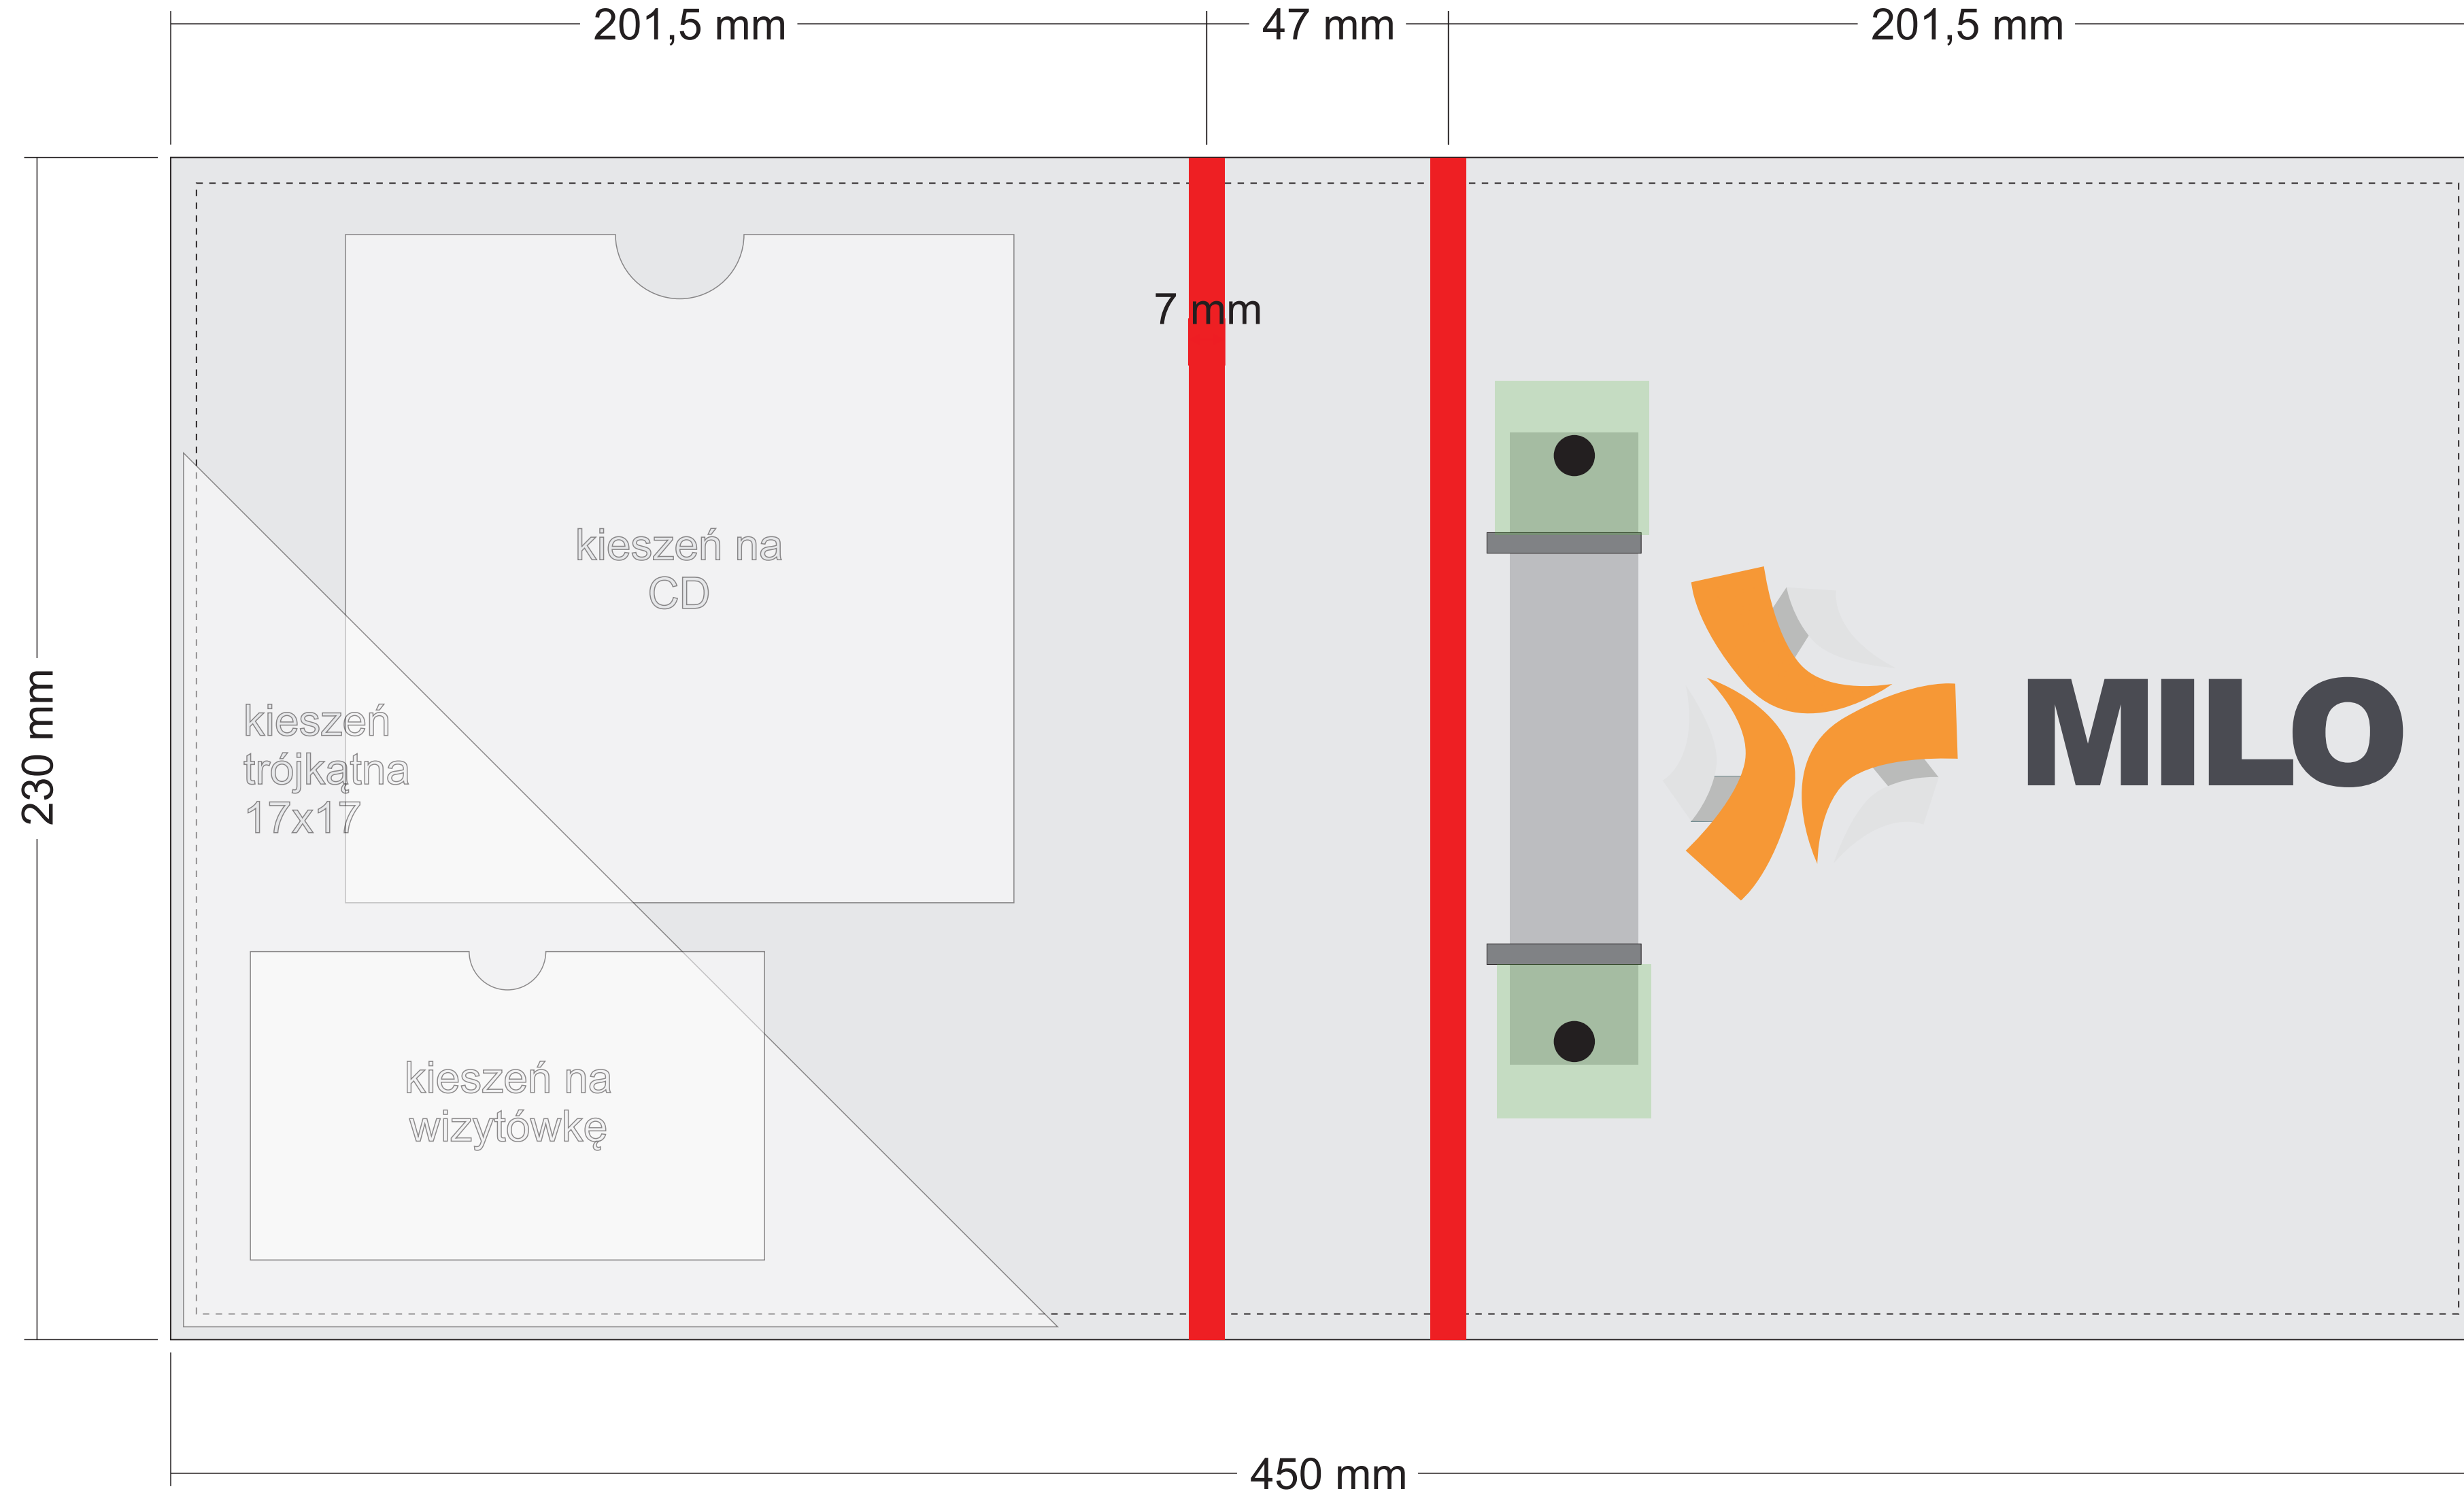 201,5 mm
47 mm
201,5 mm
7 mm
kieszeń na
CD
kieszeń
trójkątna
17x17
230 mm
MILO
kieszeń na
wizytówkę
450 mm